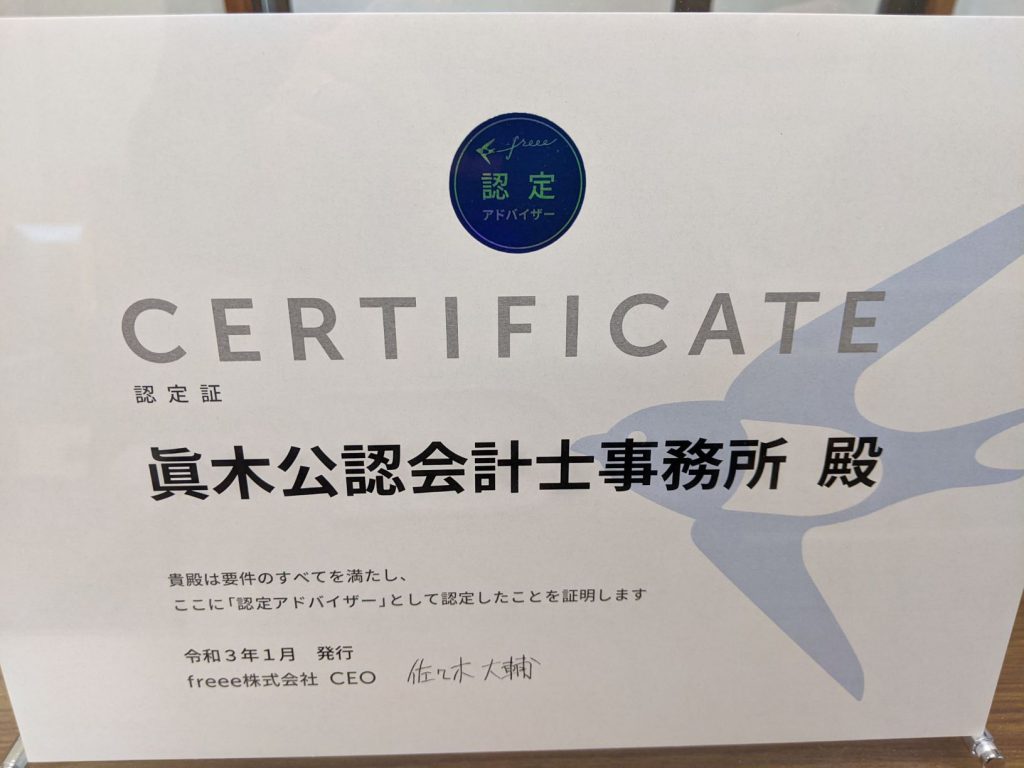 freee
認定
アドバイザー
CERTIFICATE
認定証
眞木公認会計士事務所 殿
貴殿は要件のすべてを満たし、
ここに「認定アドバイザー」として認定したことを証明します
令和3年1月 発行
freee株式会社 CEO 佐々木 大輔